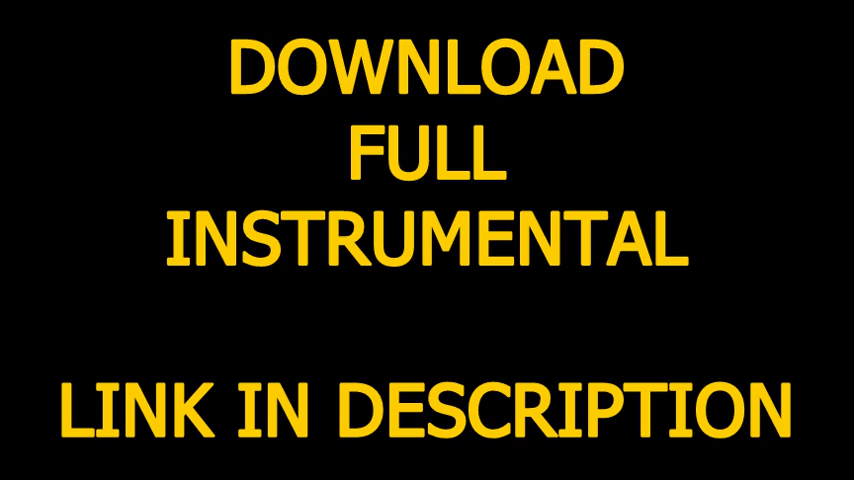 DOWNLOAD
FULL
INSTRUMENTAL
LINK IN DESCRIPTION